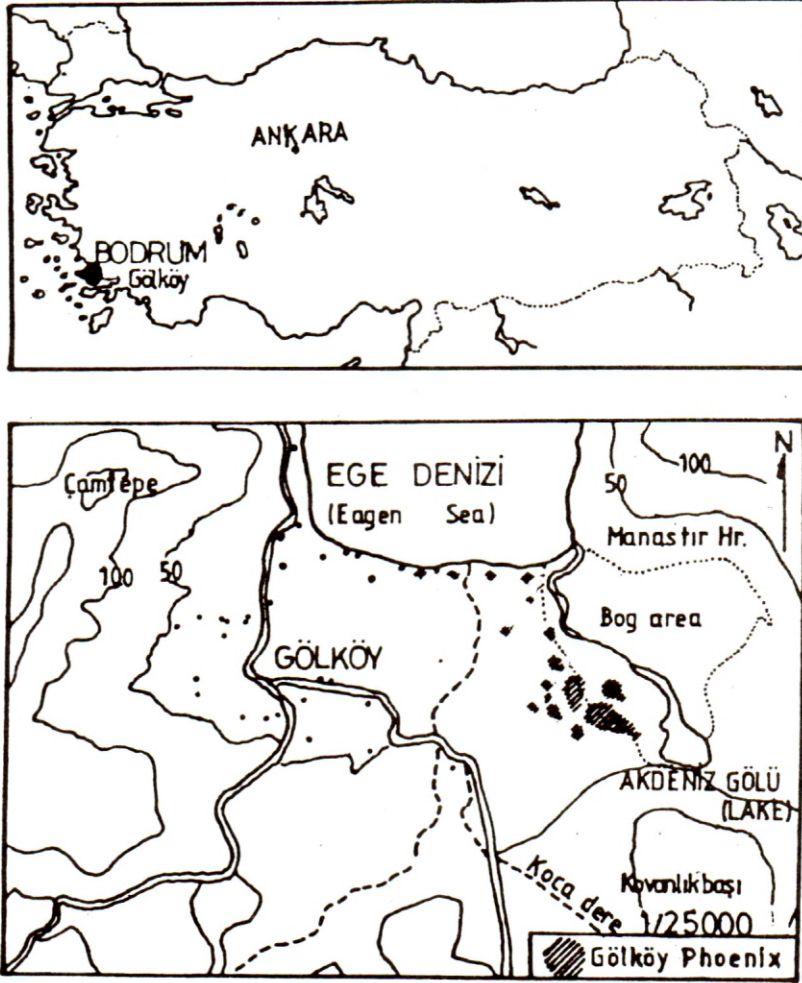 ANKARA
BODRUM
Gölköy
N
Çamtepe
EGE DENİZİ
(Eagen Sea)
100
50
Manastır Hr.
100
50
Bog area
GÖLKÖY
AKDENİZ GÖLÜ
(LAKE)
Koca dere
Kovanlıkbaşı
1/25000
Gölköy Phoenix